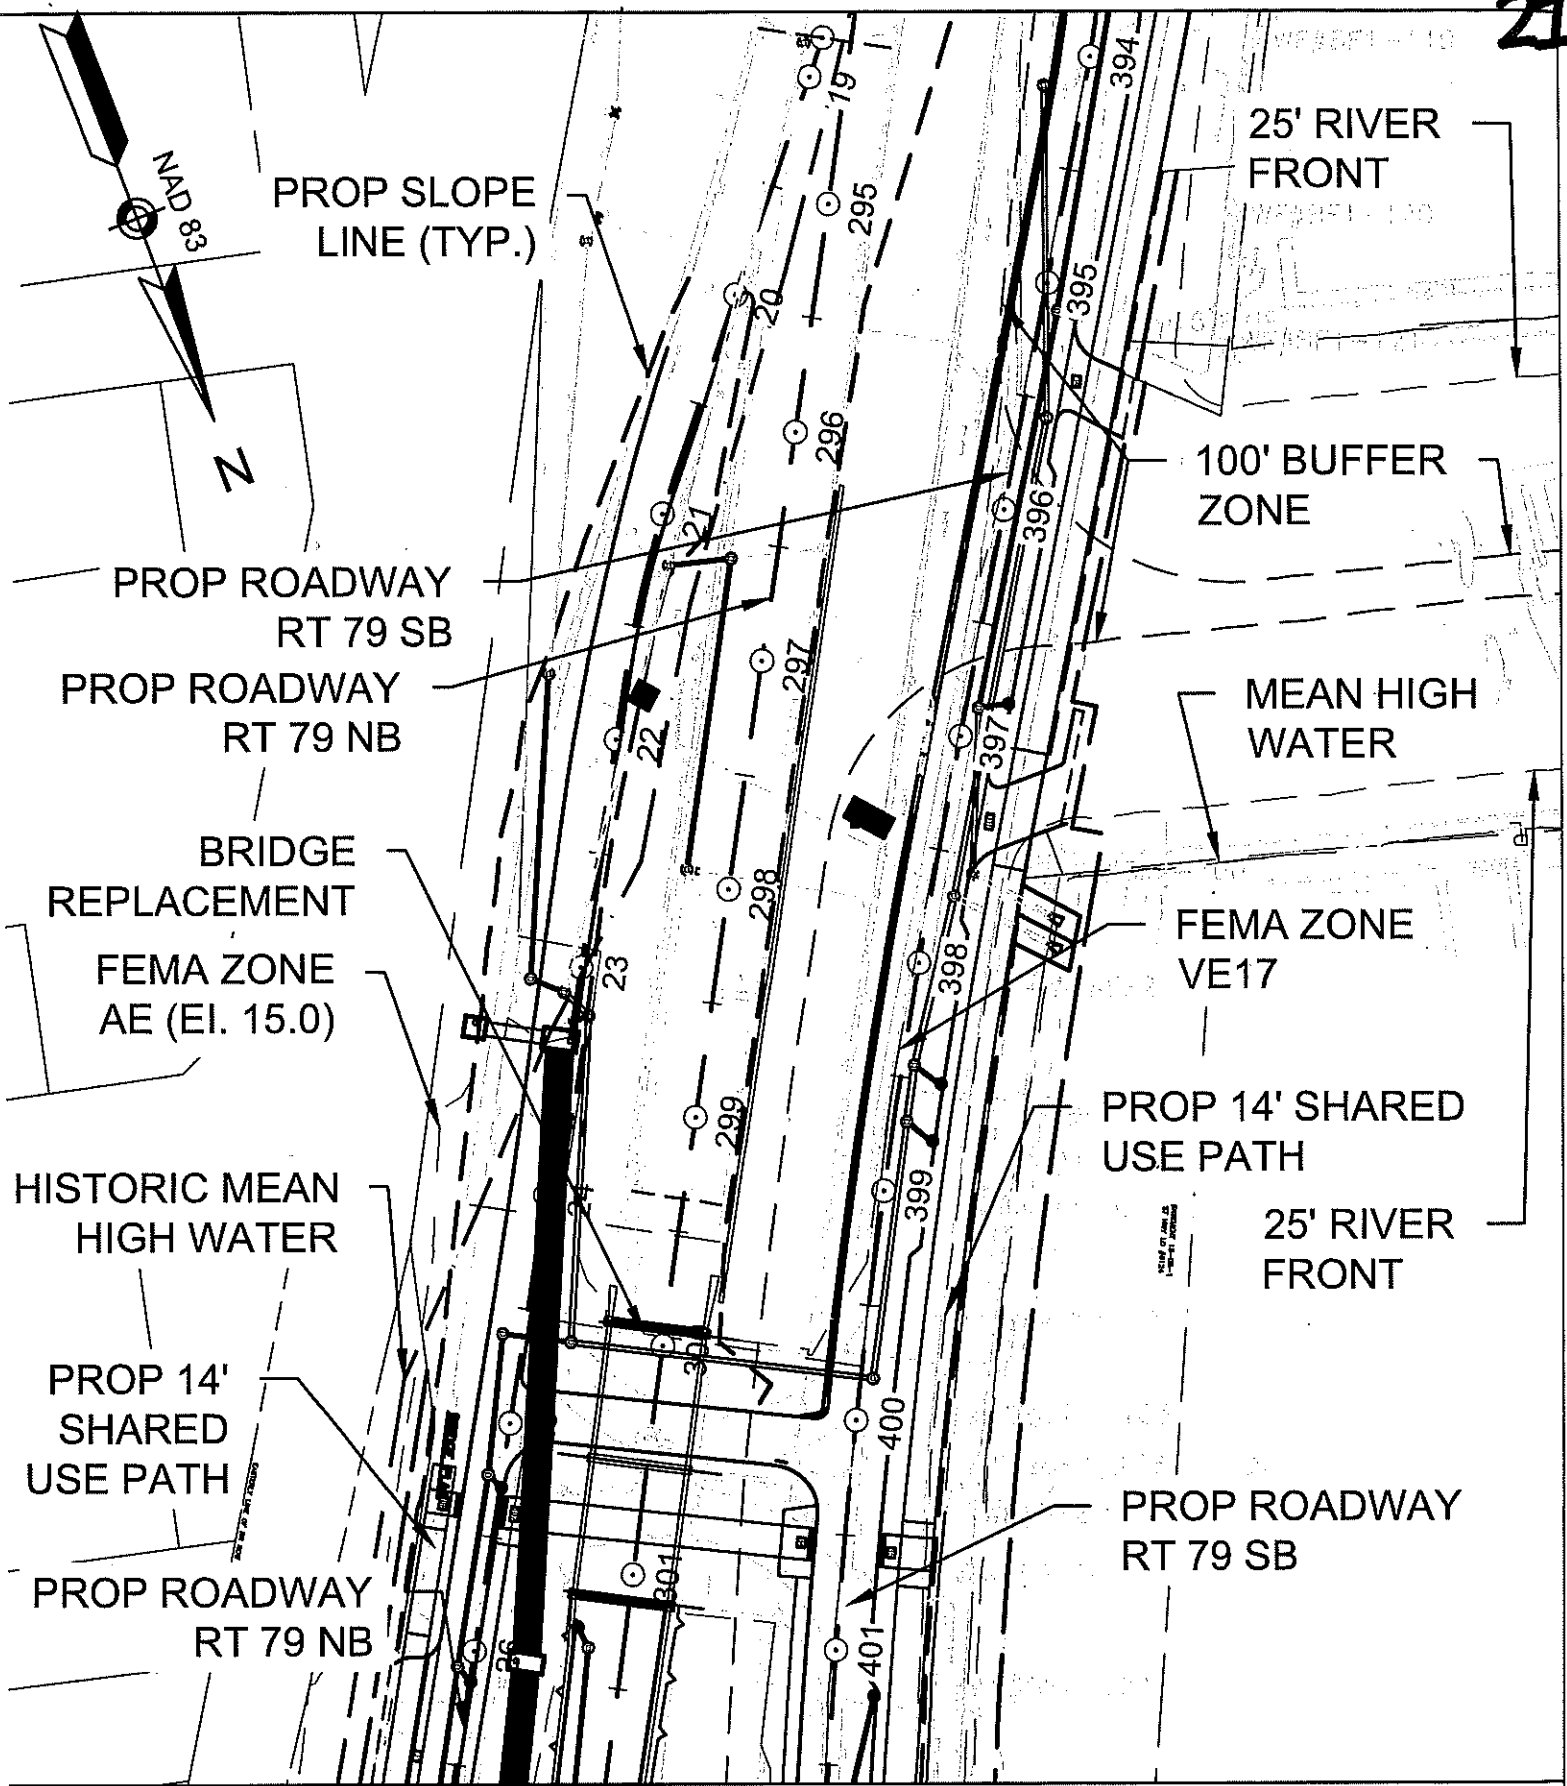 21
NAD 83
N
PROP SLOPE
LINE (TYP.)
PROP ROADWAY
RT 79 SB
PROP ROADWAY
RT 79 NB
BRIDGE
REPLACEMENT
FEMA ZONE
AE (El. 15.0)
HISTORIC MEAN
HIGH WATER
PROP 14'
SHARED
USE PATH
PROP ROADWAY
RT 79 NB
19
20
21
22
23
24
26
295
296
297
298
299
301
394
395
396
397
398
399
400
401
25' RIVER
FRONT
100' BUFFER
ZONE
MEAN HIGH
WATER
FEMA ZONE
VE17
PROP 14' SHARED
USE PATH
25' RIVER
FRONT
PROP ROADWAY
RT 79 SB